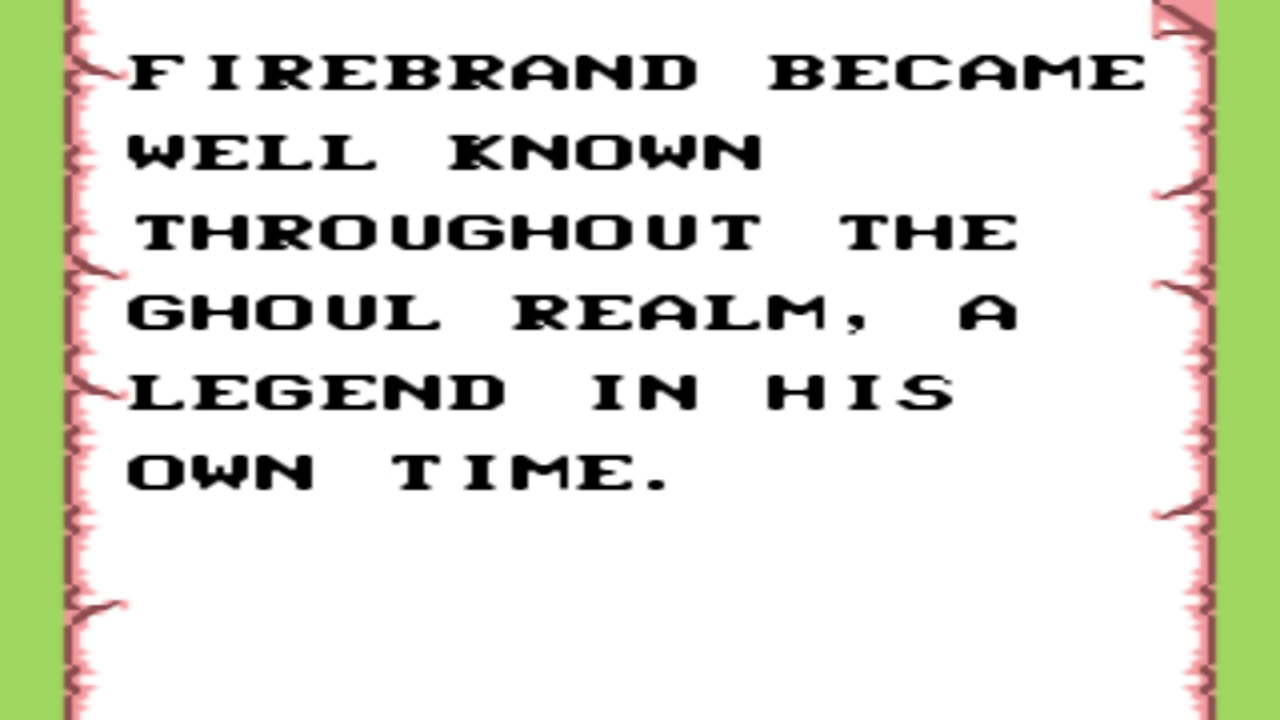 FIREBRAND BECAME
WELL KNOWN
THROUGHOUT THE
GHOUL REALM, A
LEGEND IN HIS
OWN TIME.